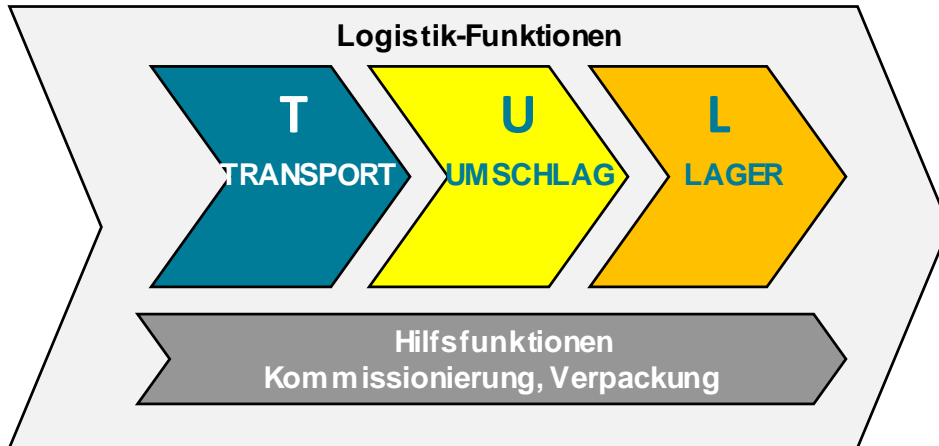 Logistik-Funktionen
T
TRANSPORT
U
UMSCHLAG
L
LAGER
Hilfsfunktionen
Kommissionierung, Verpackung